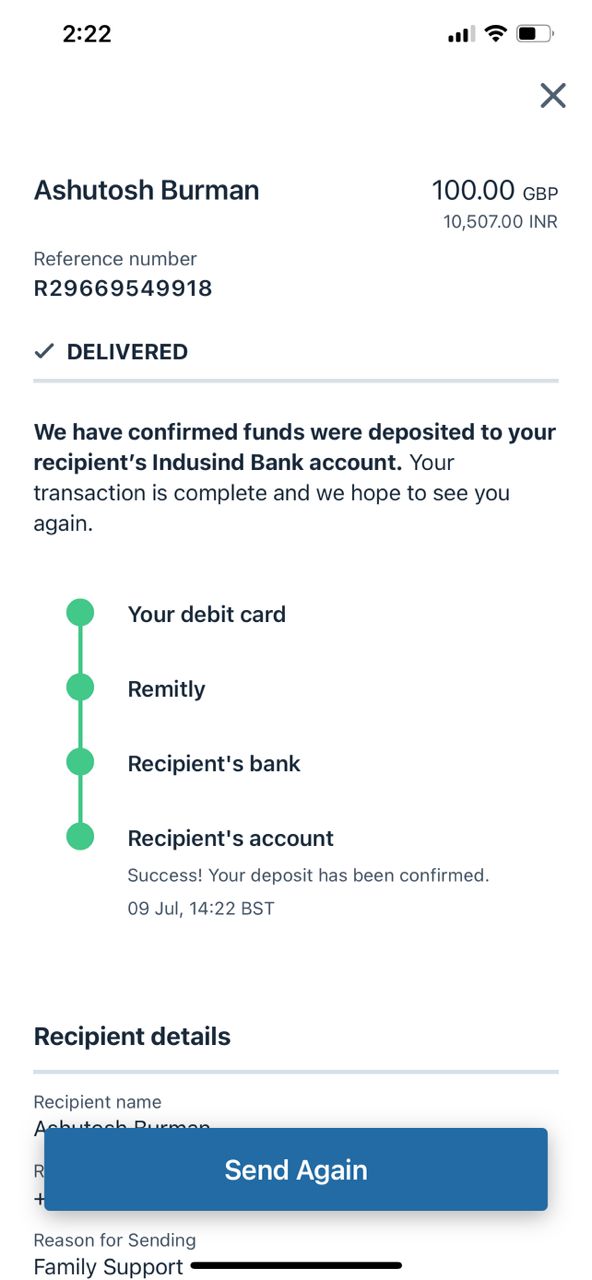 2:22
Ashutosh Burman
100.00 GBP
10,507.00 INR
Reference number
R29669549918
DELIVERED
We have confirmed funds were deposited to your
recipient's Indusind Bank account. Your
transaction is complete and we hope to see you
again.
Your debit card
Remitly
Recipient's bank
Recipient's account
Success! Your deposit has been confirmed.
09 Jul, 14:22 BST
Recipient details
Recipient name
Ashutosh Burman
R
Send Again
+
Reason for Sending
Family Support